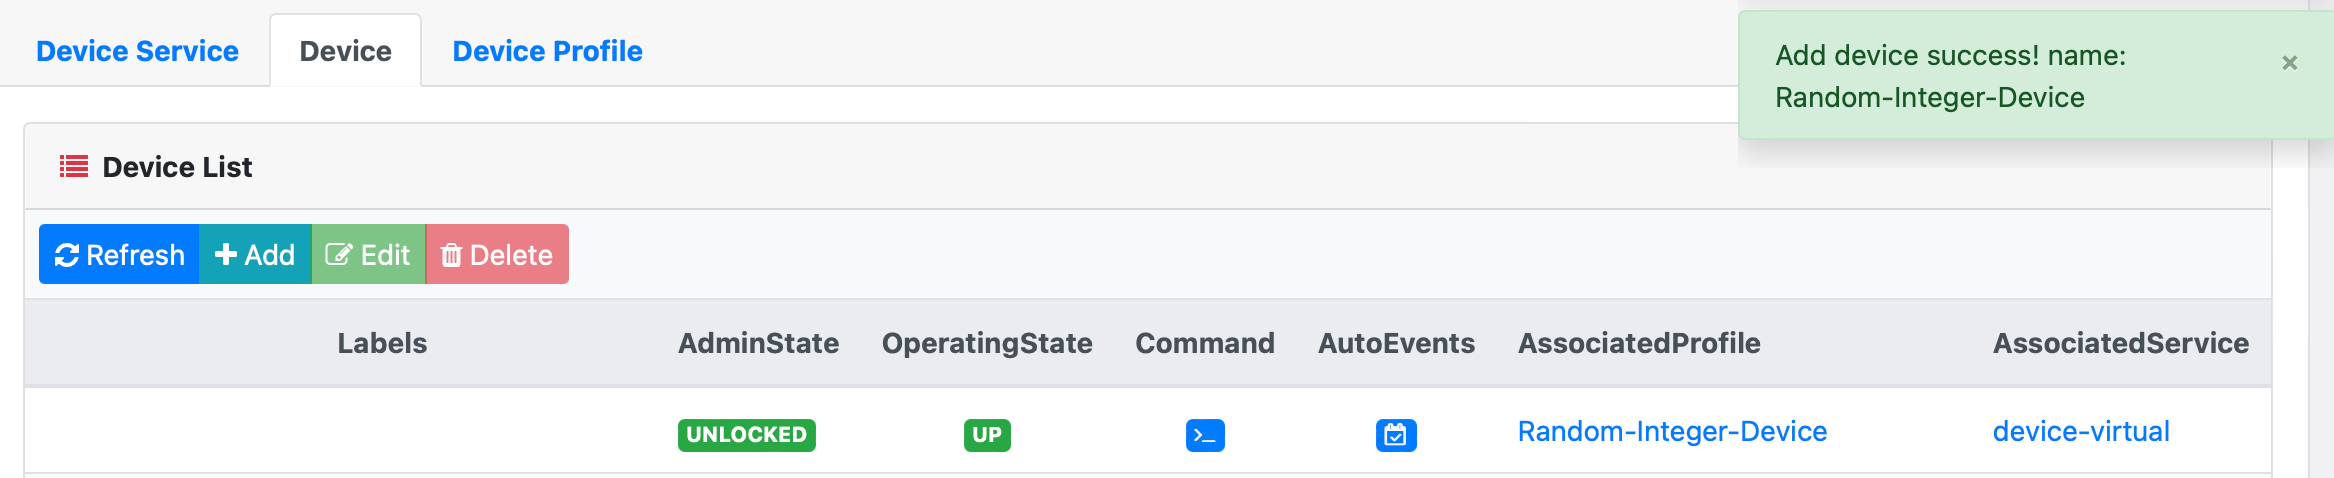 Device Service Device Device Profile
Add device success! name:
Random-Integer-Device
×
Device List
Refresh Add Edit Delete
Labels AdminState OperatingState Command AutoEvents AssociatedProfile AssociatedService
UNLOCKED UP Random-Integer-Device device-virtual